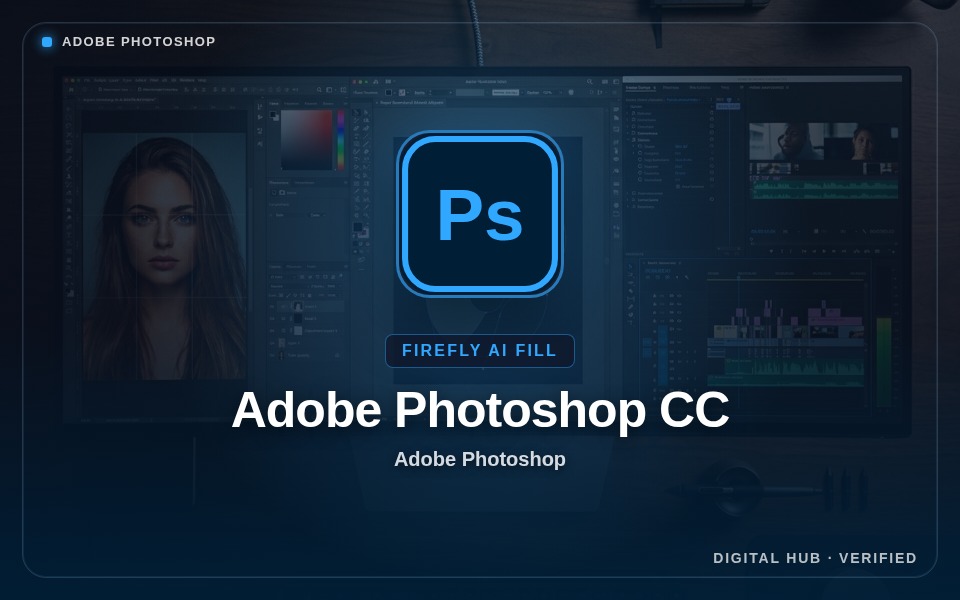 ADOBE PHOTOSHOP
Ps
FIREFLY AI FILL
Adobe Photoshop CC
Adobe Photoshop
DIGITAL HUB · VERIFIED